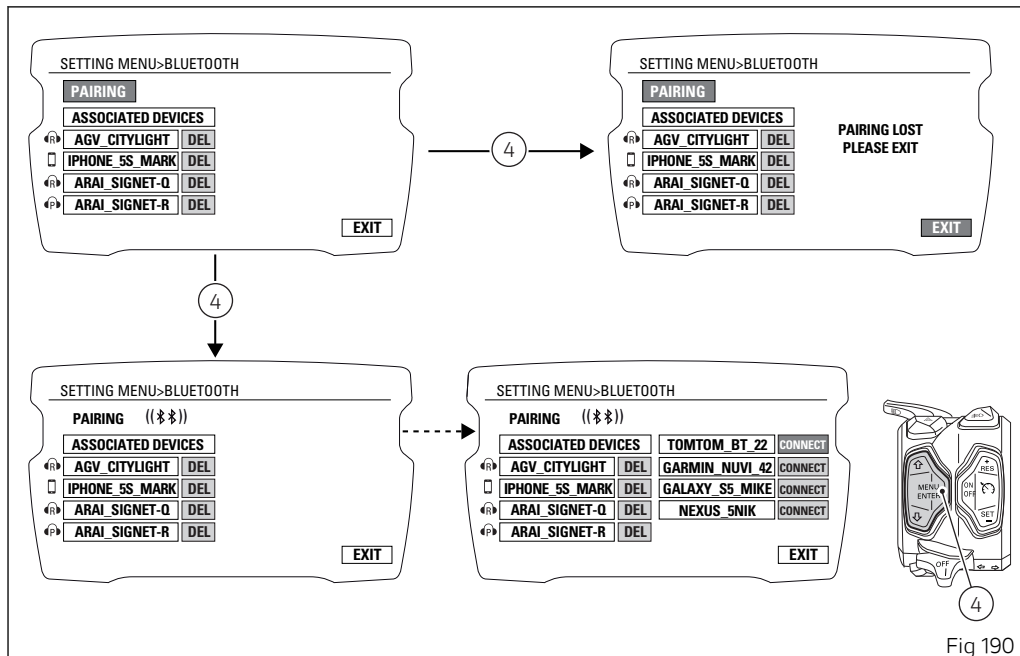 SETTING MENU>BLUETOOTH
PAIRING
ASSOCIATED DEVICES
R AGV_CITYLIGHT DEL
IPHONE_5S_MARK DEL
R ARAI_SIGNET-Q DEL
P ARAI_SIGNET-R DEL
EXIT
4
SETTING MENU>BLUETOOTH
PAIRING
ASSOCIATED DEVICES
R AGV_CITYLIGHT DEL
IPHONE_5S_MARK DEL
R ARAI_SIGNET-Q DEL
P ARAI_SIGNET-R DEL
PAIRING LOST
PLEASE EXIT
EXIT
4
SETTING MENU>BLUETOOTH
PAIRING
ASSOCIATED DEVICES
R AGV_CITYLIGHT DEL
IPHONE_5S_MARK DEL
R ARAI_SIGNET-Q DEL
P ARAI_SIGNET-R DEL
EXIT
SETTING MENU>BLUETOOTH
PAIRING
ASSOCIATED DEVICES TOMTOM_BT_22 CONNECT
R AGV_CITYLIGHT DEL GARMIN_NUVI_42 CONNECT
IPHONE_5S_MARK DEL GALAXY_S5_MIKE CONNECT
R ARAI_SIGNET-Q DEL NEXUS_5NIK CONNECT
P ARAI_SIGNET-R DEL
EXIT
MENU
ENTER
+
RES
ON
OFF
SET
–
OFF
4
Fig 190